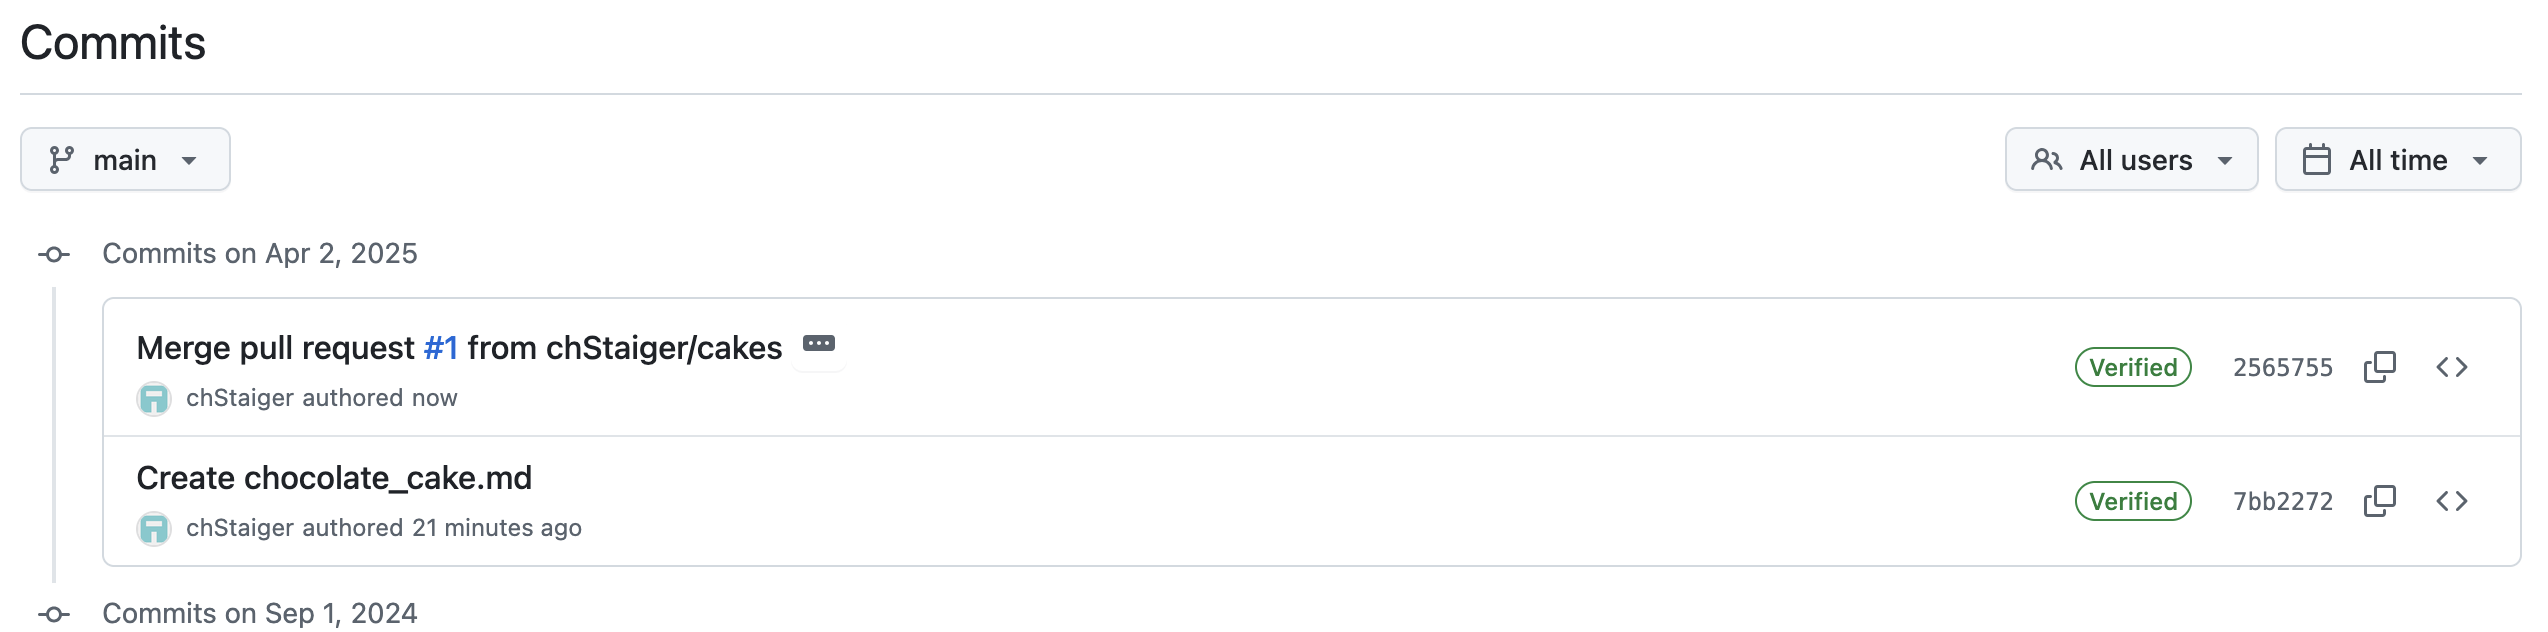 Commits
main
All users
All time
Commits on Apr 2, 2025
Merge pull request #1 from chStaiger/cakes
chStaiger authored now
Verified
2565755
Create chocolate_cake.md
chStaiger authored 21 minutes ago
Verified
7bb2272
Commits on Sep 1, 2024